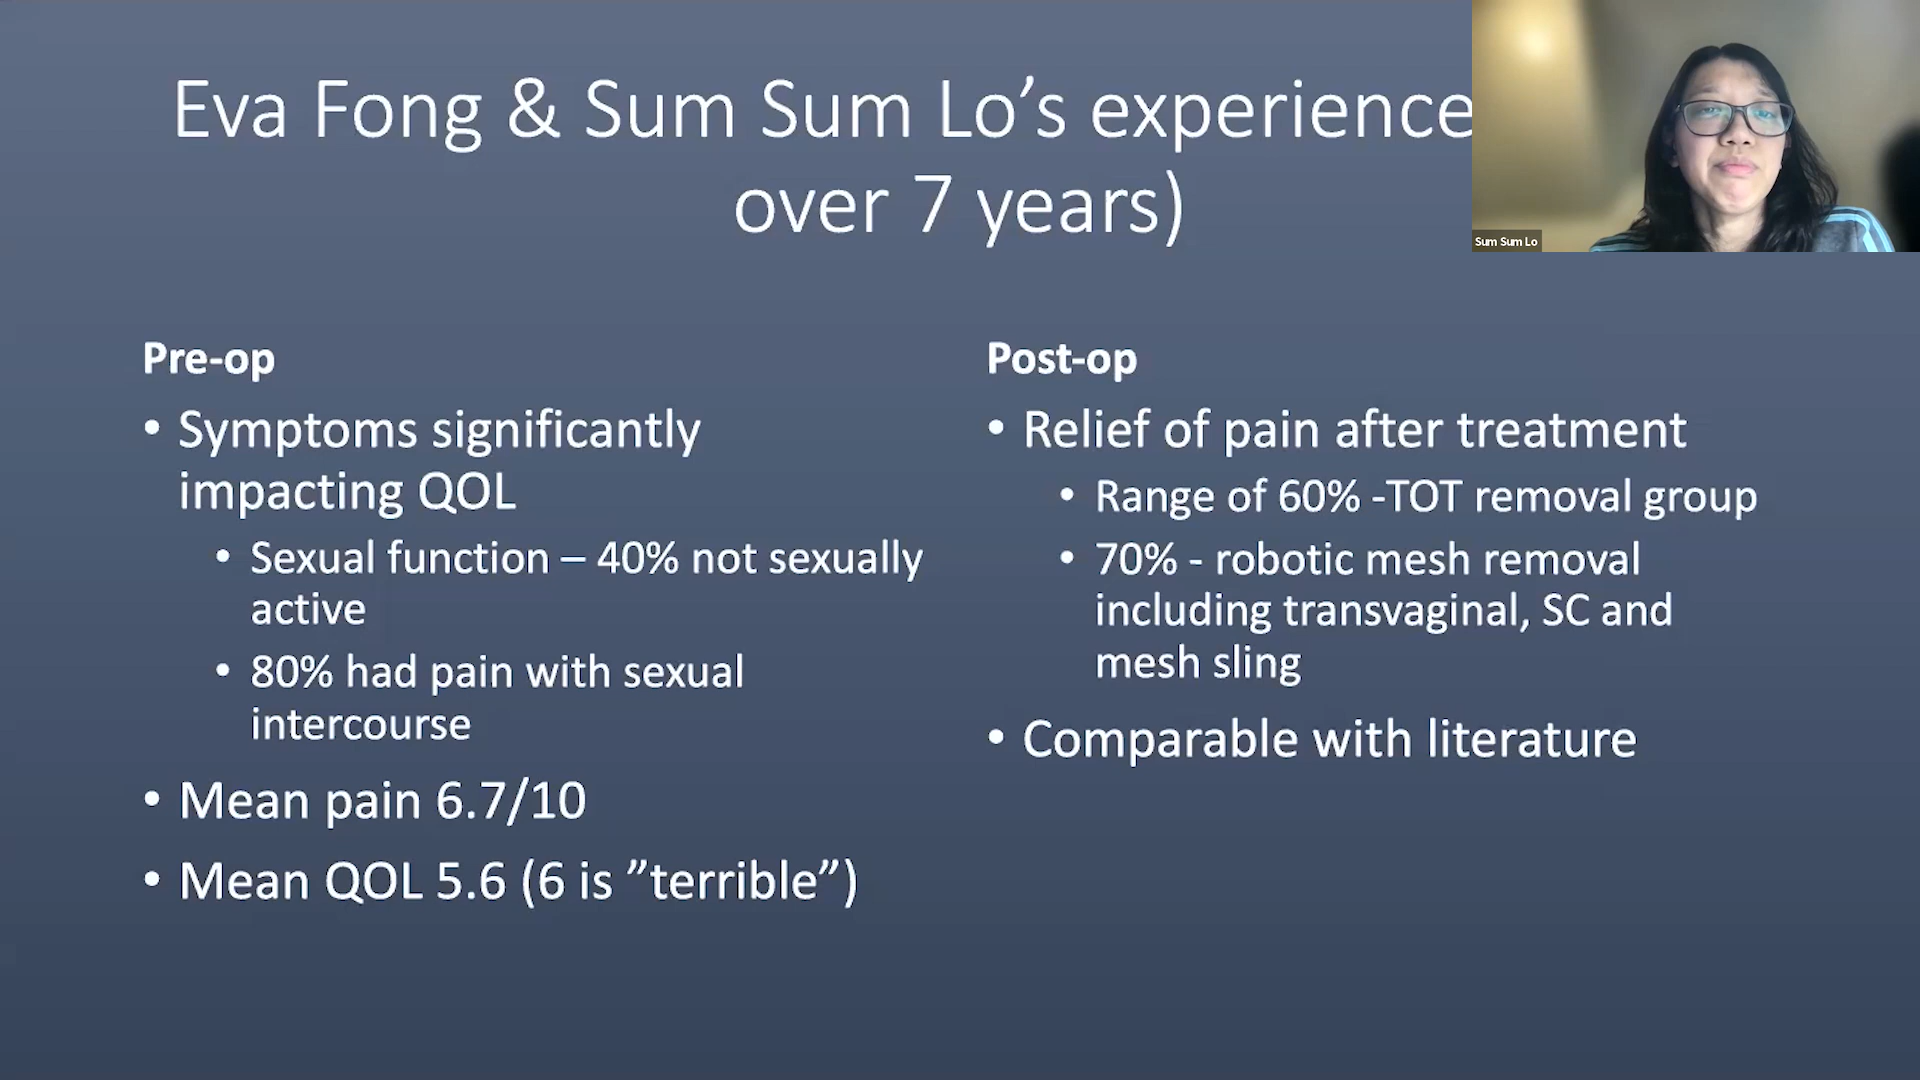 Eva Fong & Sum Sum Lo’s experience
over 7 years)
Sum Sum Lo
Pre-op
• Symptoms significantly
impacting QOL
• Sexual function – 40% not sexually
active
• 80% had pain with sexual
intercourse
• Mean pain 6.7/10
• Mean QOL 5.6 (6 is ”terrible”)
Post-op
• Relief of pain after treatment
• Range of 60% -TOT removal group
• 70% - robotic mesh removal
including transvaginal, SC and
mesh sling
• Comparable with literature